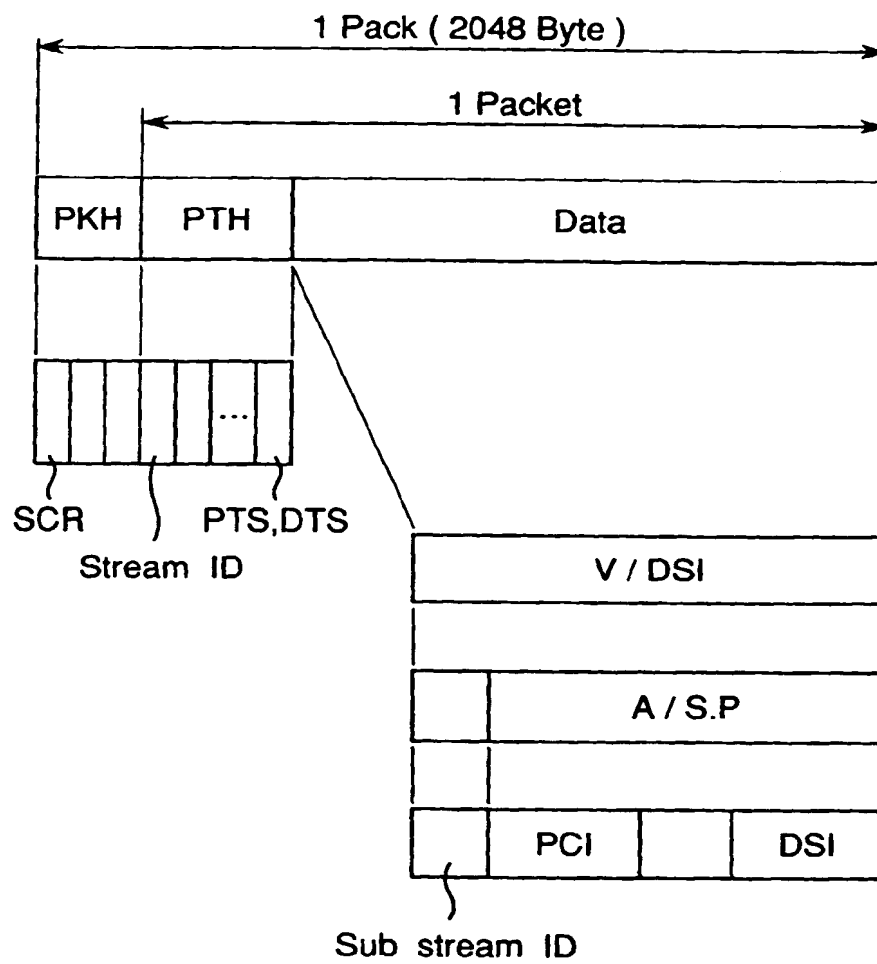 1 Pack ( 2048 Byte )
1 Packet
PKH PTH Data
...
SCR PTS,DTS
Stream ID
V / DSI
A / S.P
PCI DSI
Sub stream ID